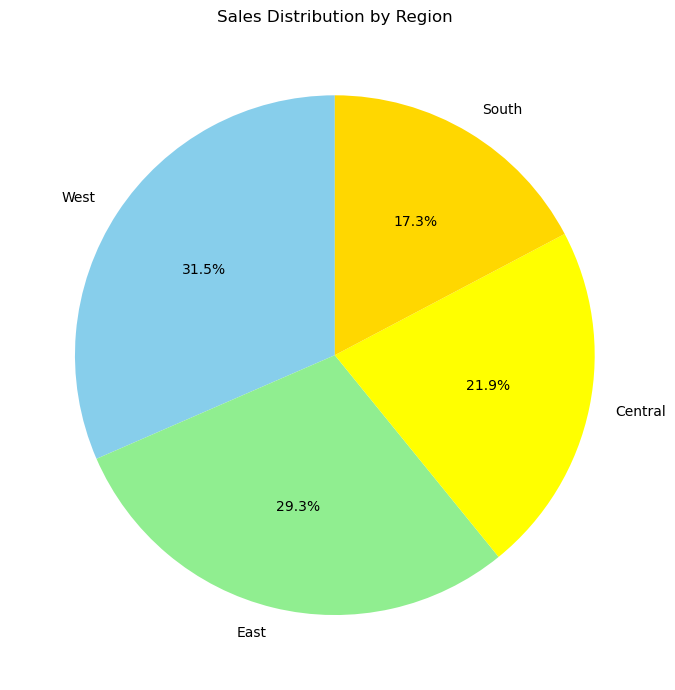 Sales Distribution by Region
South
West
17.3%
31.5%
21.9%
Central
29.3%
East